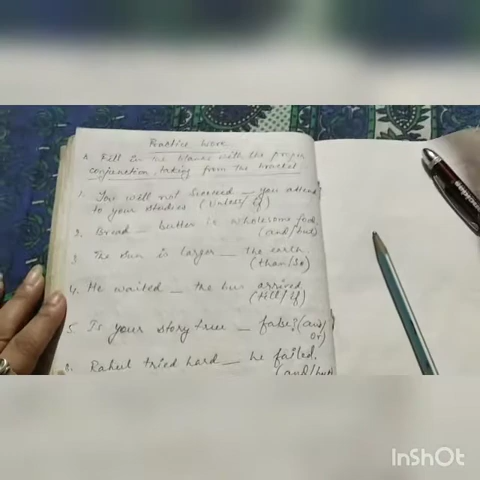 Practice Work
Fill in the blanks with the proper
conjunction, taking from the bracket
1. You will not succeed _ you attend
to your studies (Unless/if)
2. Bread _ butter is wholesome food.
(and/but)
3. The sun is larger _ the earth.
(than/so)
4. He waited _ the bus arrived
(till/if)
5. Is your story true _ false?(and/
or)
6. Rahul tried hard _ he failed.
(and/but)
InShOt